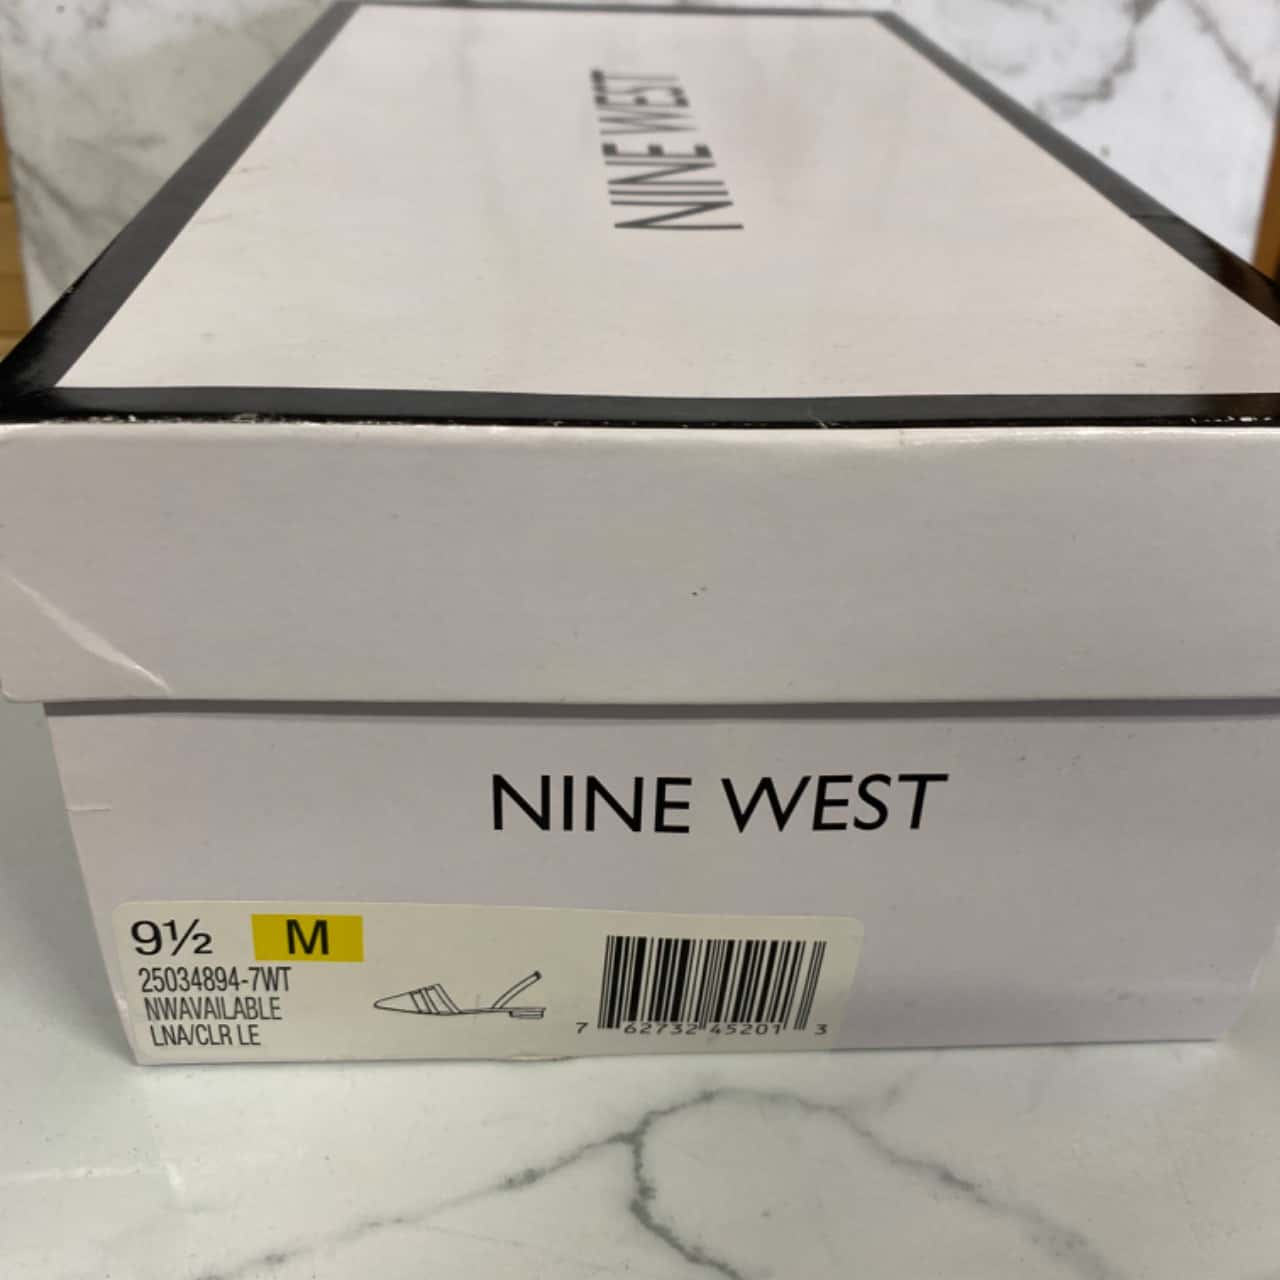 NINE WEST
NINE WEST
9½ M
25034894-7WT
NWAVAILABLE
LNA/CLR LE
7 62732 45201 3